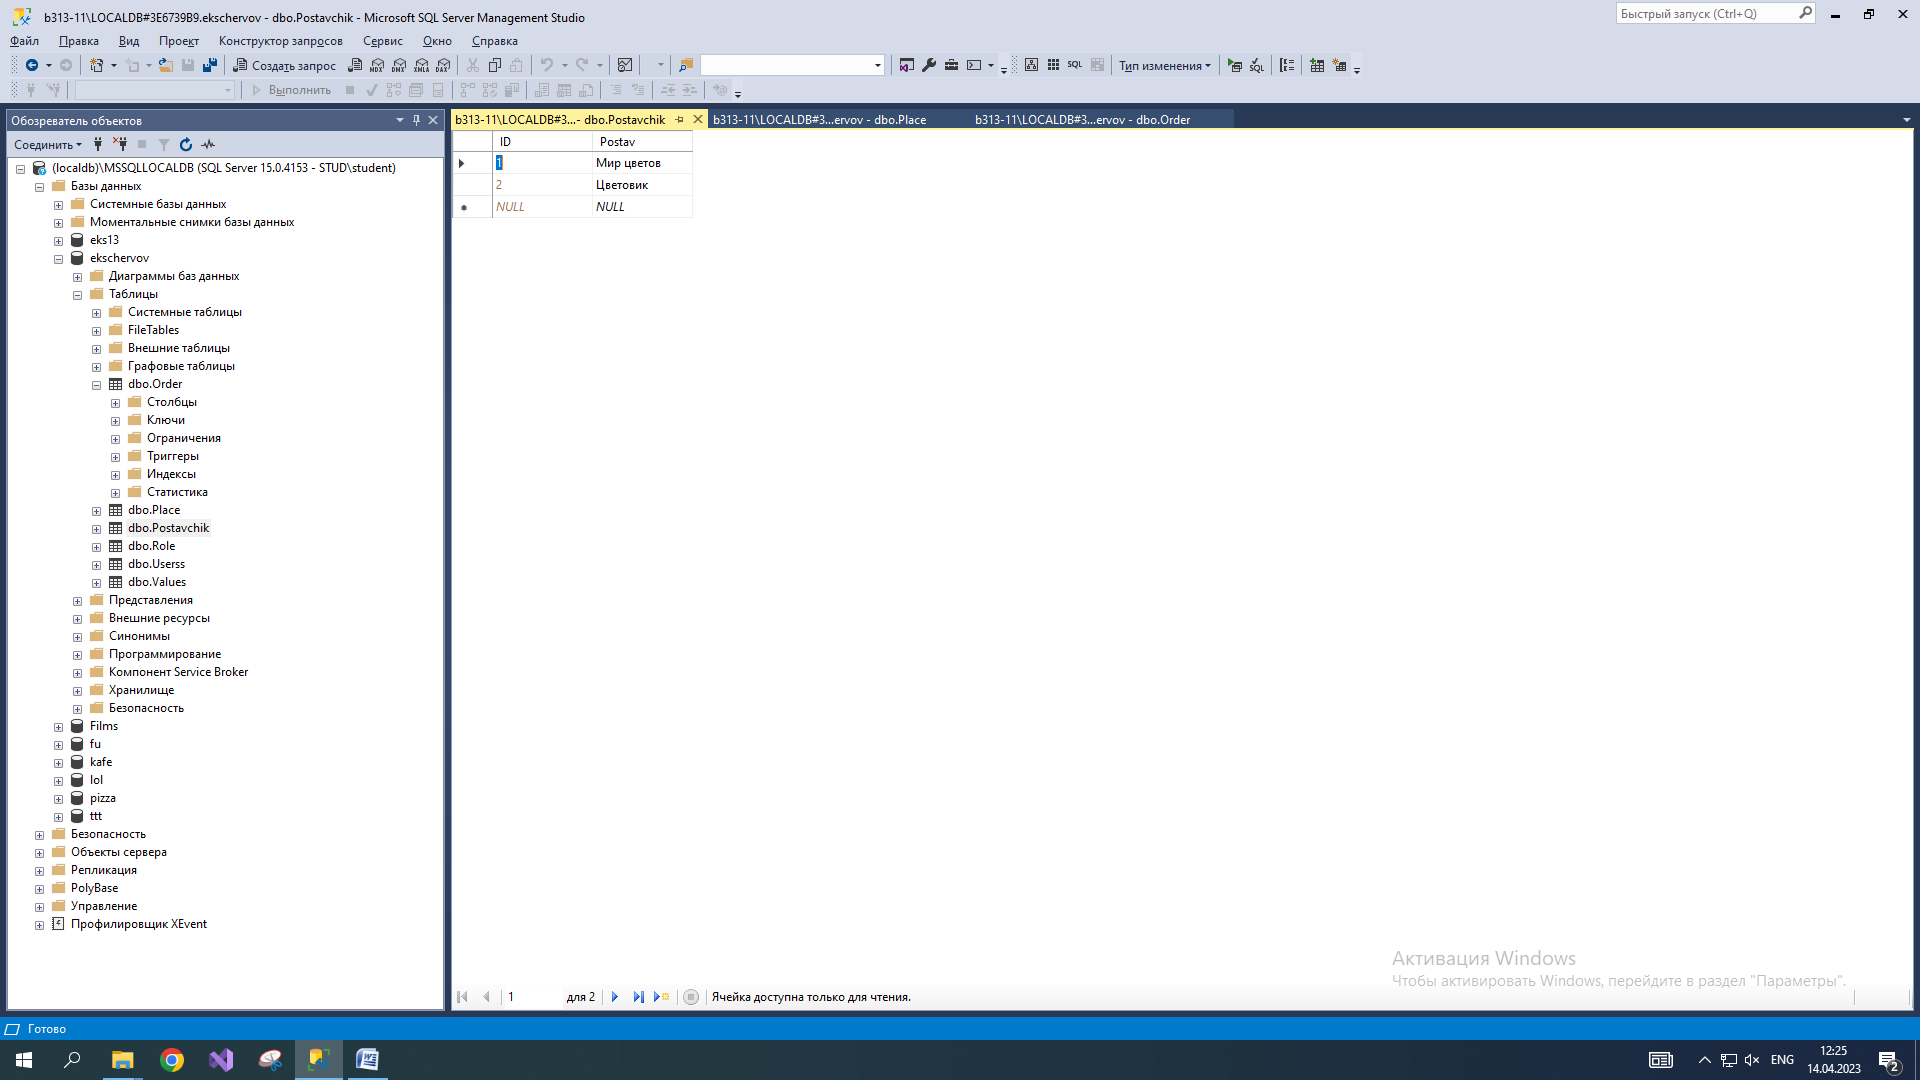 b313-11\LOCALDB#3E6739B9.ekschervov - dbo.Postavchik - Microsoft SQL Server Management Studio
Быстрый запуск (Ctrl+Q)
Файл Правка Вид Проект Конструктор запросов Сервис Окно Справка
Создать запрос MDX DMX XMLA DAX SQL Тип изменения SQL
Выполнить
Обозреватель объектов
b313-11\LOCALDB#3...- dbo.Postavchik b313-11\LOCALDB#3...ervov - dbo.Place b313-11\LOCALDB#3...ervov - dbo.Order
Соединить
ID Postav
1 Мир цветов
2 Цветовик
NULL NULL
(localdb)\MSSQLLOCALDB (SQL Server 15.0.4153 - STUD\student)
Базы данных
Системные базы данных
Моментальные снимки базы данных
eks13
ekschervov
Диаграммы баз данных
Таблицы
Системные таблицы
FileTables
Внешние таблицы
Графовые таблицы
dbo.Order
Столбцы
Ключи
Ограничения
Триггеры
Индексы
Статистика
dbo.Place
dbo.Postavchik
dbo.Role
dbo.Userss
dbo.Values
Представления
Внешние ресурсы
Синонимы
Программирование
Компонент Service Broker
Хранилище
Безопасность
Films
fu
kafe
lol
pizza
ttt
Безопасность
Объекты сервера
Репликация
PolyBase
Управление
Профилировщик XEvent
Активация Windows
Чтобы активировать Windows, перейдите в раздел "Параметры".
1 для 2 Ячейка доступна только для чтения.
Готово
ENG
12:25
14.04.2023
2